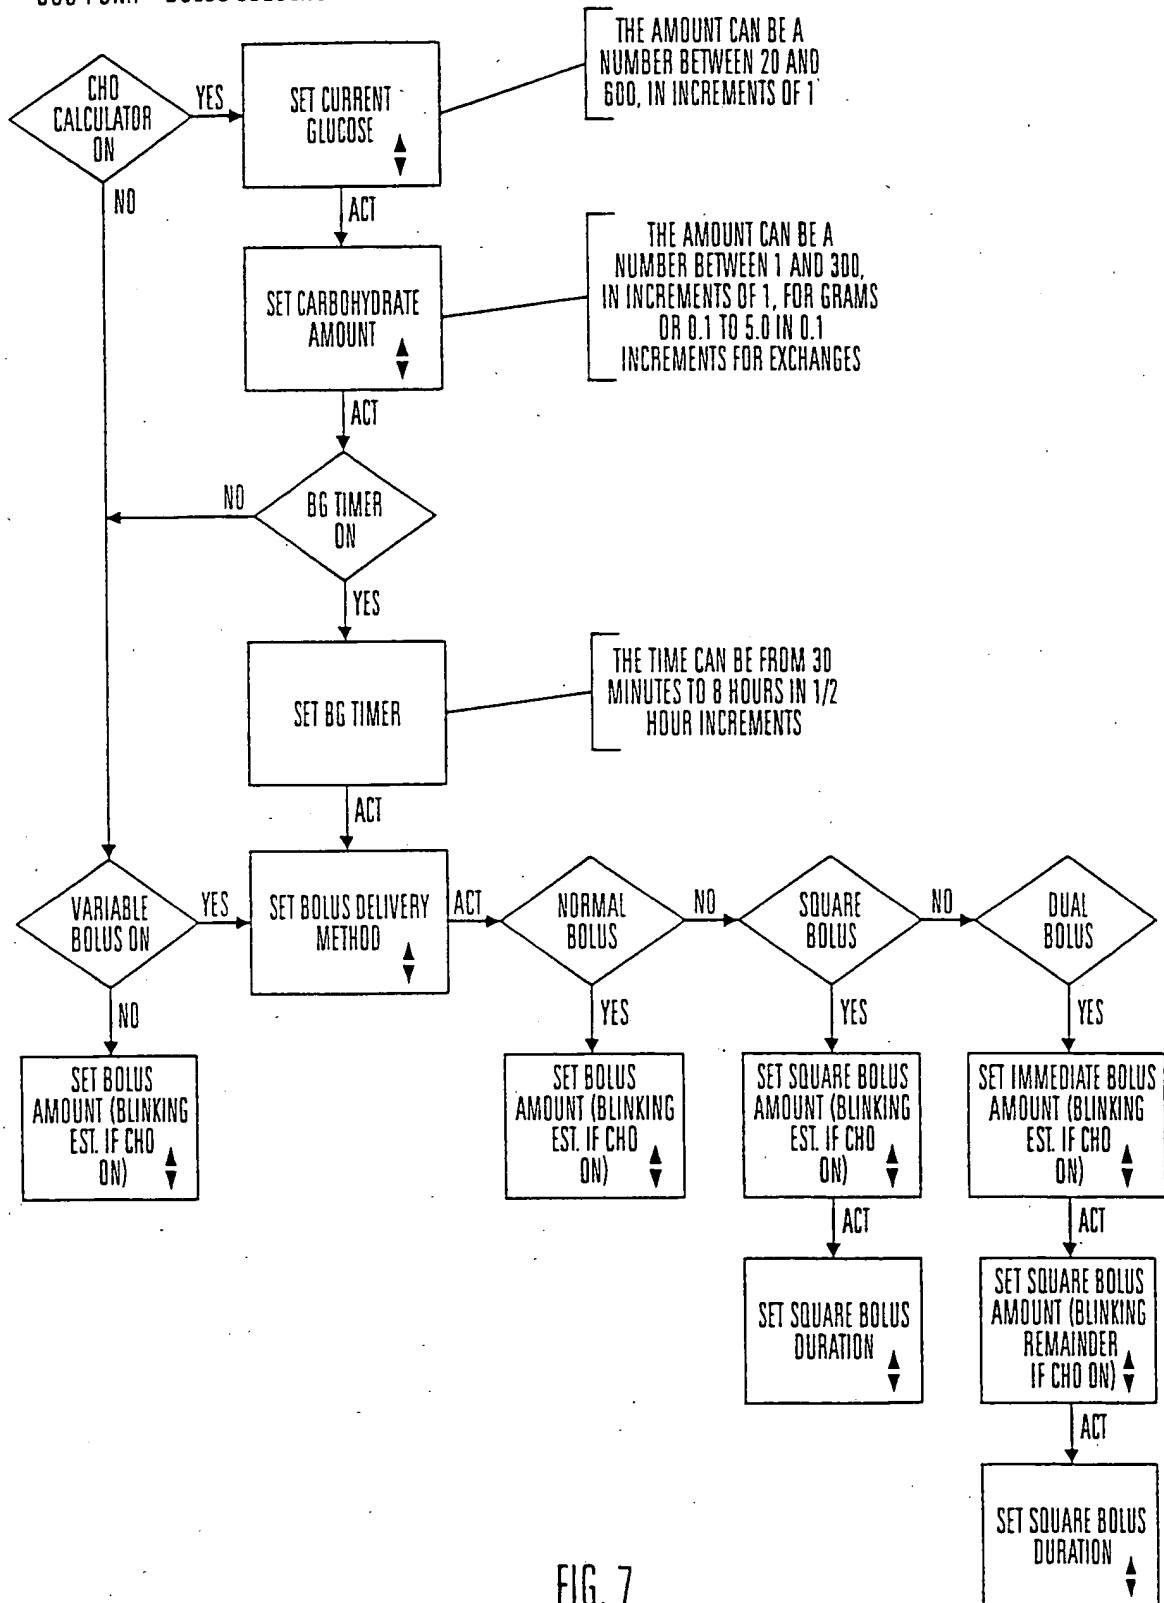 THE AMOUNT CAN BE A
NUMBER BETWEEN 20 AND
600, IN INCREMENTS OF 1
CHO
CALCULATOR
ON
YES
SET CURRENT
GLUCOSE
NO
ACT
THE AMOUNT CAN BE A
NUMBER BETWEEN 1 AND 300,
IN INCREMENTS OF 1, FOR GRAMS
OR 0.1 TO 5.0 IN 0.1
INCREMENTS FOR EXCHANGES
SET CARBOHYDRATE
AMOUNT
ACT
NO
BG TIMER
ON
YES
THE TIME CAN BE FROM 30
MINUTES TO 8 HOURS IN 1/2
HOUR INCREMENTS
SET BG TIMER
ACT
VARIABLE
BOLUS ON
YES
SET BOLUS DELIVERY
METHOD
ACT
NORMAL
BOLUS
NO
SQUARE
BOLUS
NO
DUAL
BOLUS
NO
YES
YES
YES
SET BOLUS
AMOUNT (BLINKING
EST. IF CHO
ON)
SET BOLUS
AMOUNT (BLINKING
EST. IF CHO
ON)
SET SQUARE BOLUS
AMOUNT (BLINKING
EST. IF CHO
ON)
SET IMMEDIATE BOLUS
AMOUNT (BLINKING
EST. IF CHO
ON)
ACT
ACT
SET SQUARE BOLUS
DURATION
SET SQUARE BOLUS
AMOUNT (BLINKING
REMAINDER
IF CHO ON)
ACT
SET SQUARE BOLUS
DURATION
FIG. 7